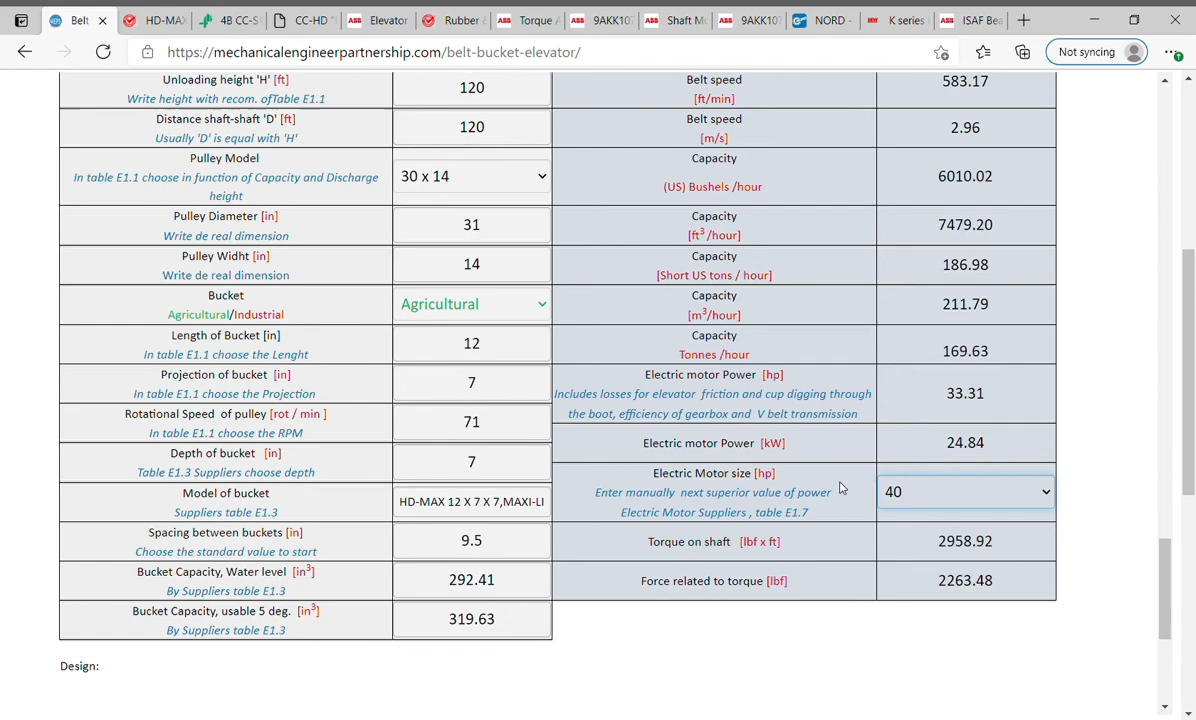 Belt
HD-MAX
4B CC-S
CC-HD "
ABB Elevator
Rubber
ABB Torque A
ABB 9AKK107
ABB Shaft Mo
ABB 9AKK107
NORD -
K series
ABB ISAF Bea
https://mechanicalengineerpartnership.com/belt-bucket-elevator/
Not syncing
Unloading height 'H' [ft]
Write height with recom. ofTable E1.1
120
Belt speed
[ft/min]
583.17
Distance shaft-shaft 'D' [ft]
Usually 'D' is equal with 'H'
120
Belt speed
[m/s]
2.96
Pulley Model
In table E1.1 choose in function of Capacity and Discharge
height
30 x 14
Capacity
(US) Bushels /hour
6010.02
Pulley Diameter [in]
Write de real dimension
31
Capacity
[ft3 /hour]
7479.20
Pulley Widht [in]
Write de real dimension
14
Capacity
[Short US tons / hour]
186.98
Bucket
Agricultural/Industrial
Agricultural
Capacity
[m3/hour]
211.79
Length of Bucket [in]
In table E1.1 choose the Lenght
12
Capacity
Tonnes /hour
169.63
Projection of bucket [in]
In table E1.1 choose the Projection
7
Electric motor Power [hp]
Includes losses for elevator friction and cup digging through
the boot, efficiency of gearbox and V belt transmission
33.31
Rotational Speed of pulley [rot / min ]
In table E1.1 choose the RPM
71
Electric motor Power [kW]
24.84
Depth of bucket [in]
Table E1.3 Suppliers choose depth
7
Electric Motor size [hp]
Enter manually next superior value of power
Electric Motor Suppliers , table E1.7
40
Model of bucket
Suppliers table E1.3
HD-MAX 12 X 7 X 7,MAXI-LI
Spacing between buckets [in]
Choose the standard value to start
9.5
Torque on shaft [lbf x ft]
2958.92
Bucket Capacity, Water level [in3]
By Suppliers table E1.3
292.41
Force related to torque [lbf]
2263.48
Bucket Capacity, usable 5 deg. [in3]
By Suppliers table E1.3
319.63
Design: